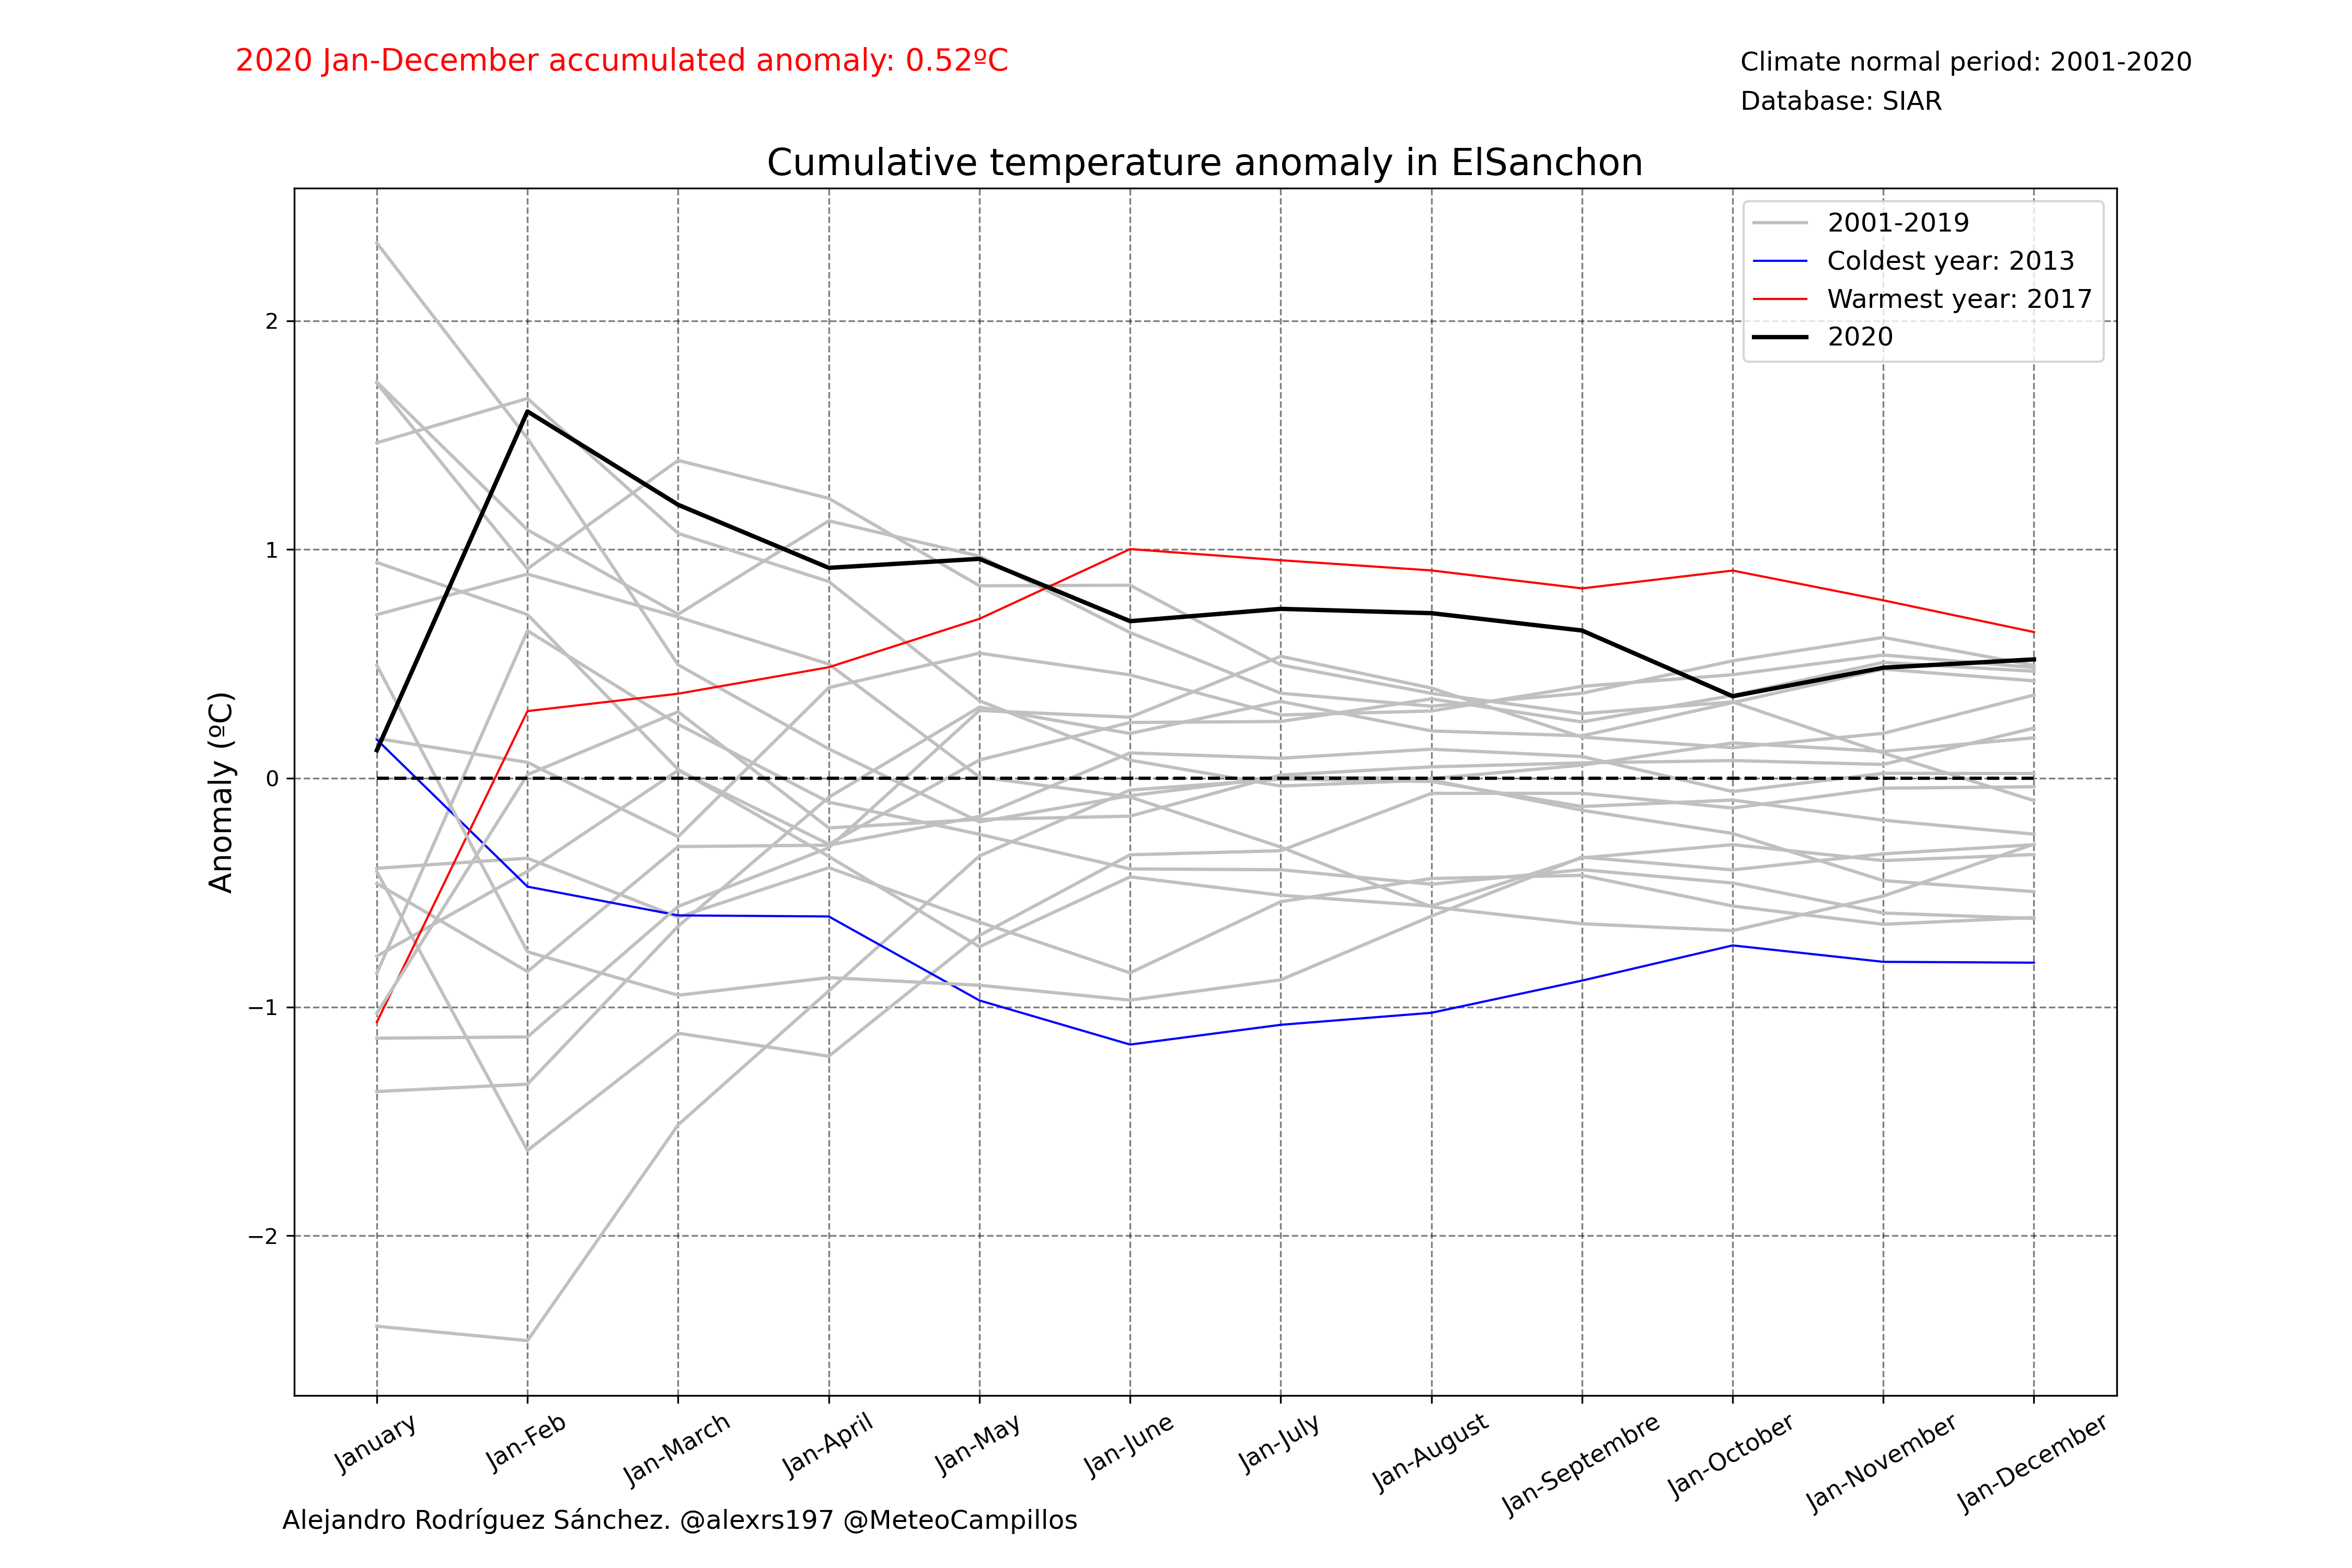 2020 Jan-December accumulated anomaly: 0.52ºC
Climate normal period: 2001-2020
Database: SIAR
Cumulative temperature anomaly in ElSanchon
2001-2019
Coldest year: 2013
Warmest year: 2017
2020
Anomaly (ºC)
2
1
0
−1
−2
January
Jan-Feb
Jan-March
Jan-April
Jan-May
Jan-June
Jan-July
Jan-August
Jan-Septembre
Jan-October
Jan-November
Jan-December
Alejandro Rodríguez Sánchez. @alexrs197 @MeteoCampillos